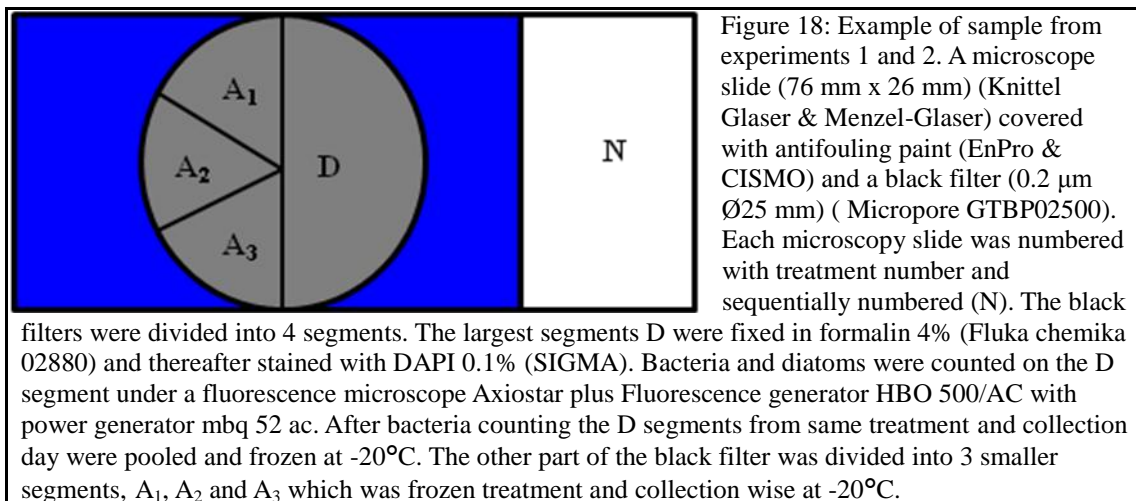 A1
A2
A3
D
N
Figure 18: Example of sample from
experiments 1 and 2. A microscope
slide (76 mm x 26 mm) (Knittel
Glaser & Menzel-Glaser) covered
with antifouling paint (EnPro &
CISMO) and a black filter (0.2 μm
Ø25 mm) ( Micropore GTBP02500).
Each microscopy slide was numbered
with treatment number and
sequentially numbered (N). The black
filters were divided into 4 segments. The largest segments D were fixed in formalin 4% (Fluka chemika
02880) and thereafter stained with DAPI 0.1% (SIGMA). Bacteria and diatoms were counted on the D
segment under a fluorescence microscope Axiostar plus Fluorescence generator HBO 500/AC with
power generator mbq 52 ac. After bacteria counting the D segments from same treatment and collection
day were pooled and frozen at -20°C. The other part of the black filter was divided into 3 smaller
segments, A1, A2 and A3 which was frozen treatment and collection wise at -20°C.